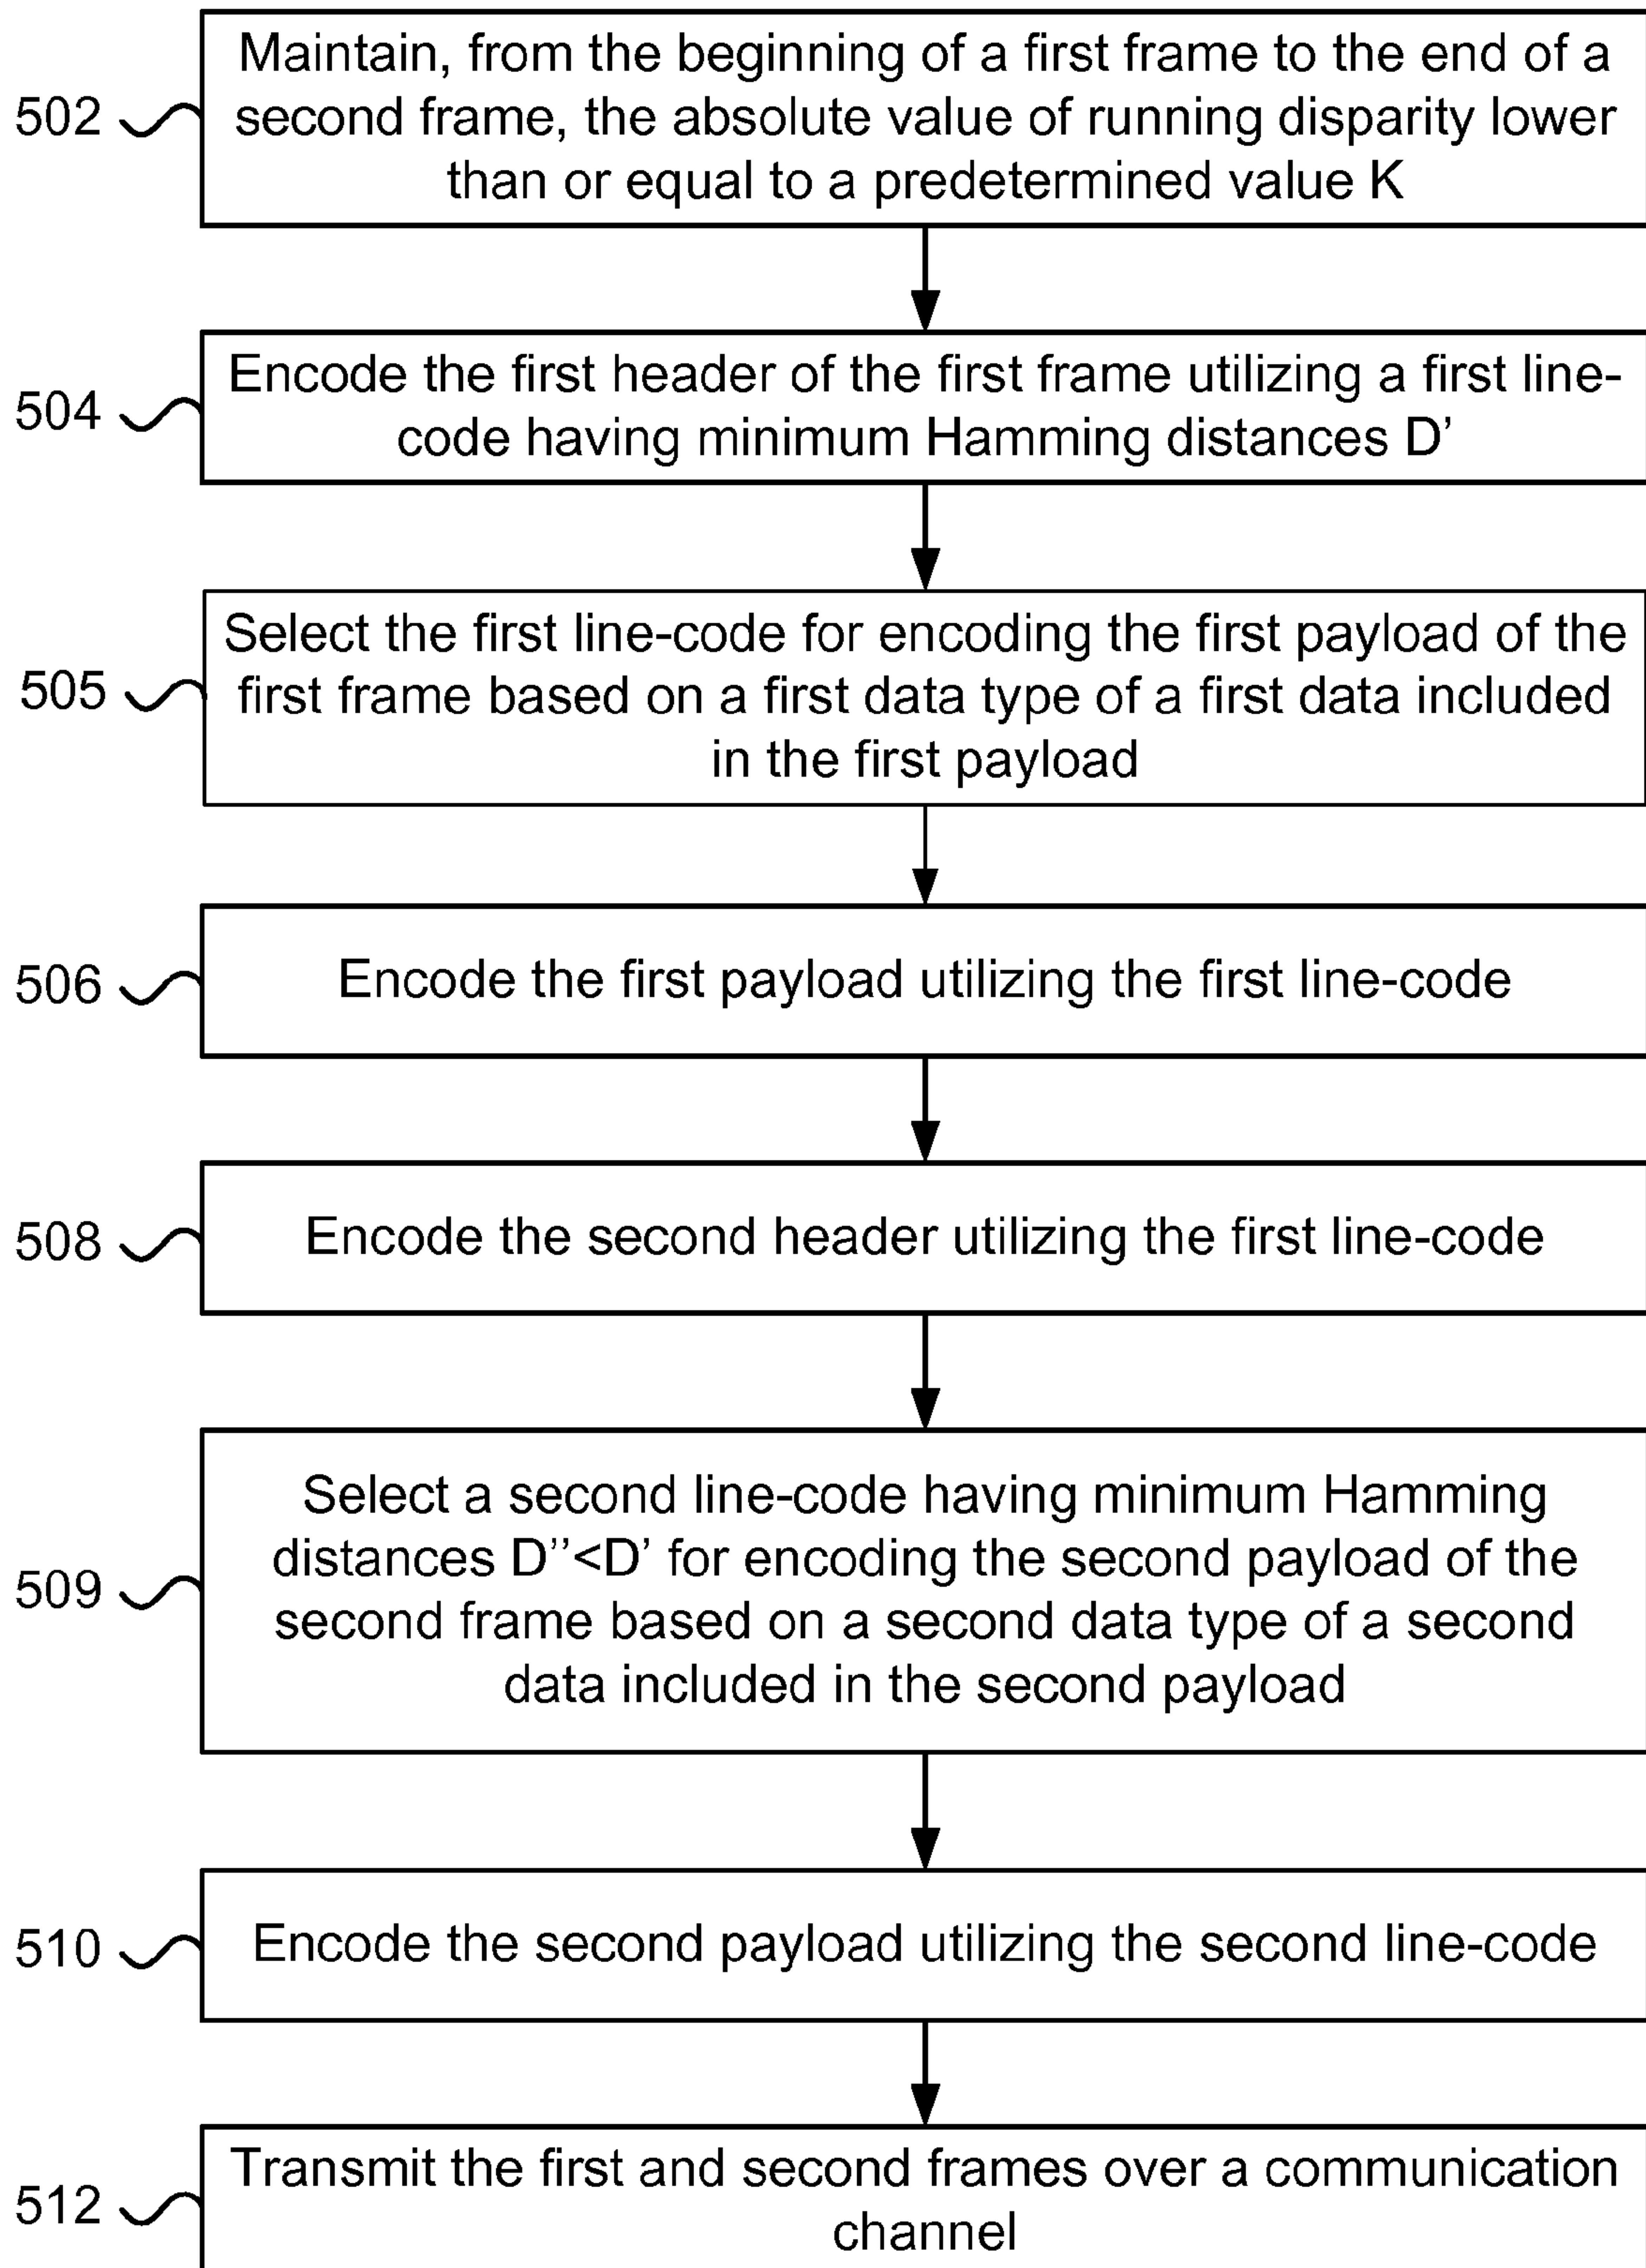 Maintain, from the beginning of a first frame to the end of a
502
second frame, the absolute value of running disparity lower
than or equal to a predetermined value K
Encode the first header of the first frame utilizing a first line-
504
code having minimum Hamming distances D’
Select the first line-code for encoding the first payload of the
505
first frame based on a first data type of a first data included
in the first payload
506
Encode the first payload utilizing the first line-code
508
Encode the second header utilizing the first line-code
Select a second line-code having minimum Hamming
distances D’’<D’ for encoding the second payload of the
509
second frame based on a second data type of a second
data included in the second payload
510
Encode the second payload utilizing the second line-code
Transmit the first and second frames over a communication
512
channel